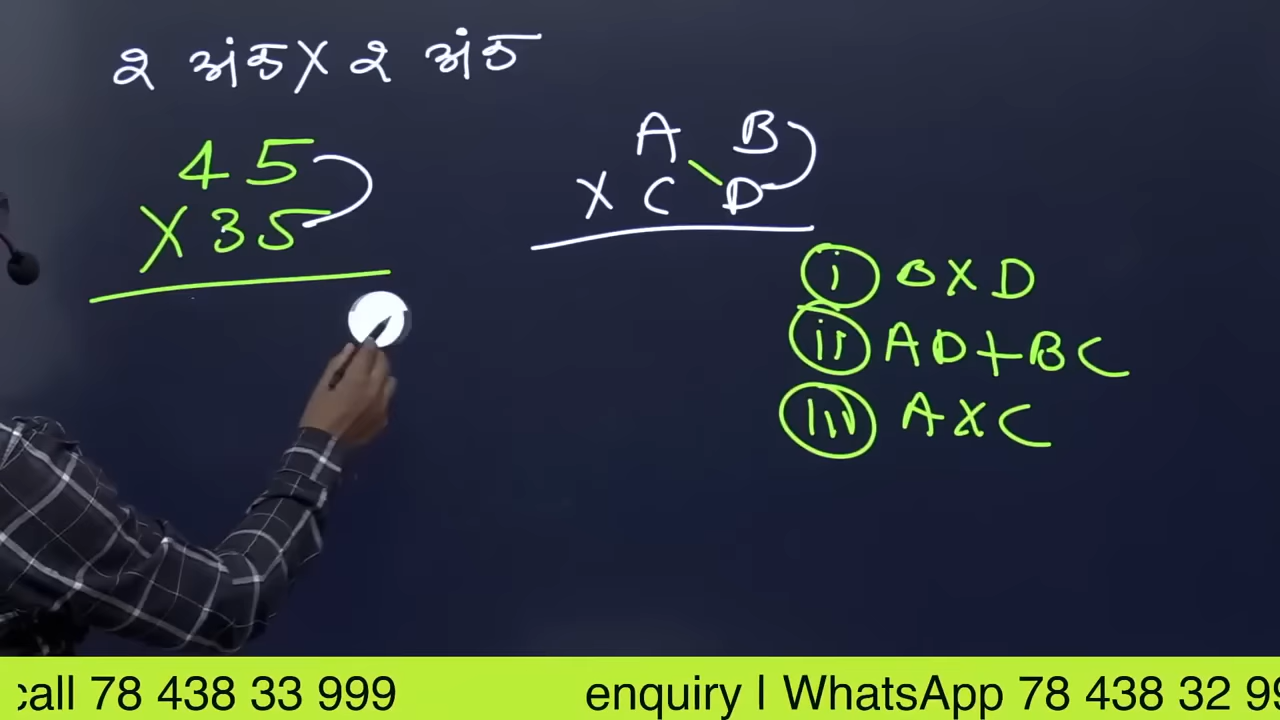 ૨ અંક X ૨ અંક
45
X 35
A B
X C D
i B X D
ii AD + BC
iii A X C
call 78 438 33 999 enquiry | WhatsApp 78 438 32 99